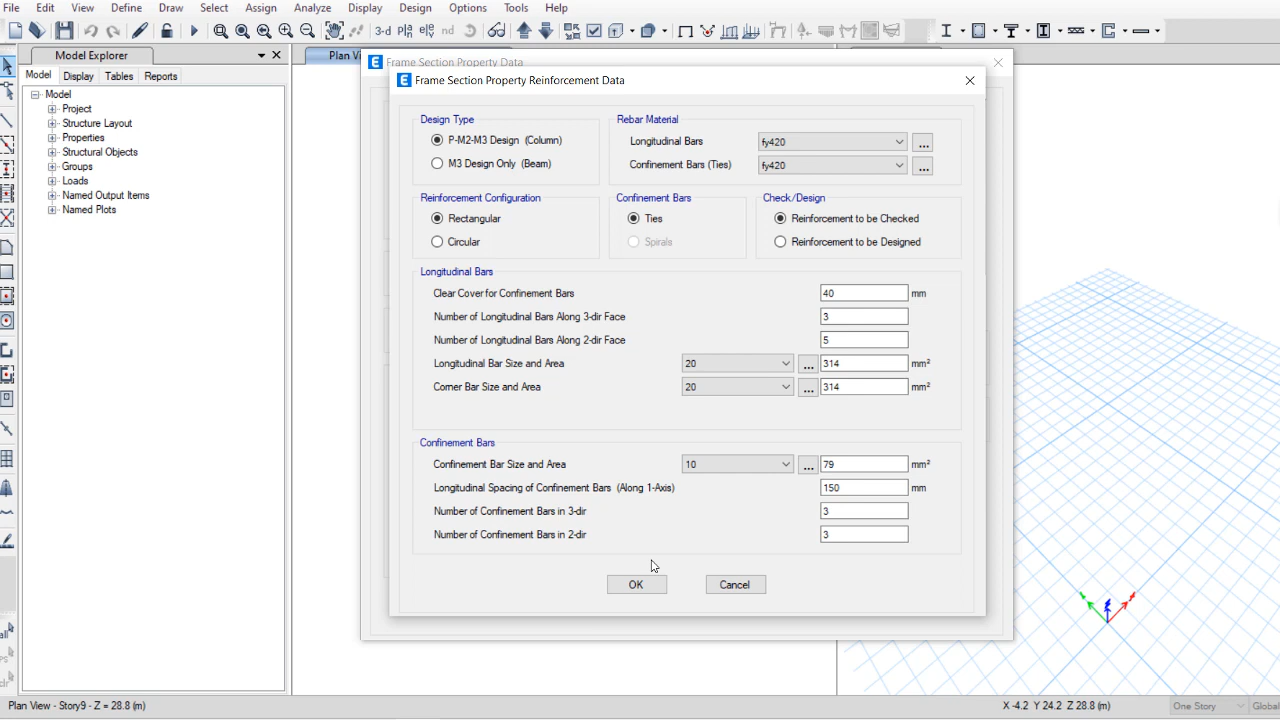 File Edit View Define Draw Select Assign Analyze Display Design Options Tools Help
3-d plà elé nd
Model Explorer
Plan Vi
Model Display Tables Reports
Model
Project
Structure Layout
Properties
Structural Objects
Groups
Loads
Named Output Items
Named Plots
Frame Section Property Data
Frame Section Property Reinforcement Data
Design Type
P-M2-M3 Design (Column)
M3 Design Only (Beam)
Rebar Material
Longitudinal Bars fy420 ...
Confinement Bars (Ties) fy420 ...
Reinforcement Configuration
Rectangular
Circular
Confinement Bars
Ties
Spirals
Check/Design
Reinforcement to be Checked
Reinforcement to be Designed
Longitudinal Bars
Clear Cover for Confinement Bars 40 mm
Number of Longitudinal Bars Along 3-dir Face 3
Number of Longitudinal Bars Along 2-dir Face 5
Longitudinal Bar Size and Area 20 ... 314 mm²
Corner Bar Size and Area 20 ... 314 mm²
Confinement Bars
Confinement Bar Size and Area 10 ... 79 mm²
Longitudinal Spacing of Confinement Bars (Along 1-Axis) 150 mm
Number of Confinement Bars in 3-dir 3
Number of Confinement Bars in 2-dir 3
OK Cancel
all
PS
clr
Plan View - Story9 - Z = 28.8 (m) X -4.2 Y 24.2 Z 28.8 (m) One Story Global